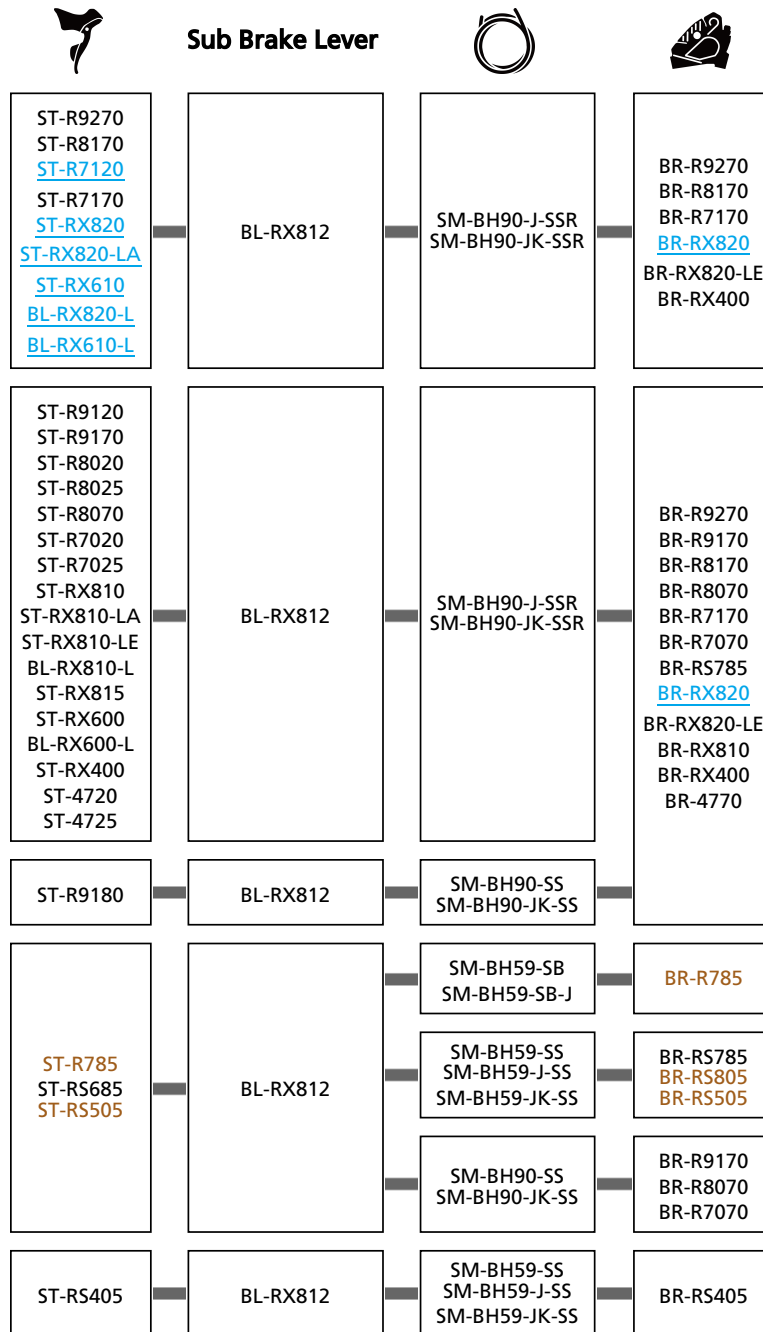 Sub Brake Lever
ST-R9270
ST-R8170
ST-R7120
ST-R7170
ST-RX820
ST-RX820-LA
ST-RX610
BL-RX820-L
BL-RX610-L
BL-RX812
SM-BH90-J-SSR
SM-BH90-JK-SSR
BR-R9270
BR-R8170
BR-R7170
BR-RX820
BR-RX820-LE
BR-RX400
ST-R9120
ST-R9170
ST-R8020
ST-R8025
ST-R8070
ST-R7020
ST-R7025
ST-RX810
ST-RX810-LA
ST-RX810-LE
BL-RX810-L
ST-RX815
ST-RX600
BL-RX600-L
ST-RX400
ST-4720
ST-4725
BL-RX812
SM-BH90-J-SSR
SM-BH90-JK-SSR
BR-R9270
BR-R9170
BR-R8170
BR-R8070
BR-R7170
BR-R7070
BR-RS785
BR-RX820
BR-RX820-LE
BR-RX810
BR-RX400
BR-4770
ST-R9180
BL-RX812
SM-BH90-SS
SM-BH90-JK-SS
ST-R785
ST-RS685
ST-RS505
BL-RX812
SM-BH59-SB
SM-BH59-SB-J
BR-R785
SM-BH59-SS
SM-BH59-J-SS
SM-BH59-JK-SS
BR-RS785
BR-RS805
BR-RS505
SM-BH90-SS
SM-BH90-JK-SS
BR-R9170
BR-R8070
BR-R7070
ST-RS405
BL-RX812
SM-BH59-SS
SM-BH59-J-SS
SM-BH59-JK-SS
BR-RS405